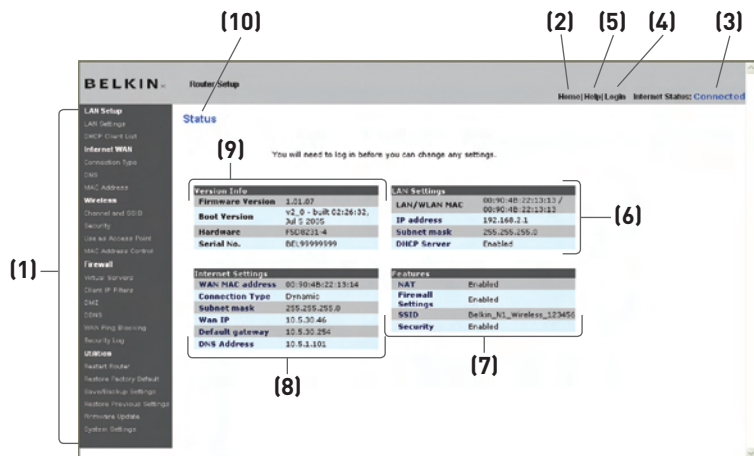 (10)
(2)
(5)
(4)
(3)
BELKIN.
Router Setup
Home|Help|Login Internet Status: Connected
(1)
LAN Setup
LAN Settings
DHCP Client List
Internet WAN
Connection Type
DNS
MAC Address
Wireless
Channel and SSID
Security
Use as Access Point
MAC Address Control
Firewall
Virtual Servers
Client IP Filters
DMZ
DDNS
WAN Ping Blocking
Security Log
Utilities
Restart Router
Restore Factory Default
Save/Backup Settings
Restore Previous Settings
Firmware Update
System Settings
Status
You will need to log in before you can change any settings.
(9)
Version Info
Firmware Version 1.01.07
Boot Version v2_0 - built 02:26:32,
Jul 5 2005
Hardware F5D8231-4
Serial No. BEL99999999
LAN Settings
LAN/WLAN MAC 00:90:4B:22:13:13 /
00:90:4B:22:13:13
IP address 192.168.2.1
Subnet mask 255.255.255.0
DHCP Server Enabled
(6)
Internet Settings
WAN MAC address 00:90:4B:22:13:14
Connection Type Dynamic
Subnet mask 255.255.255.0
Wan IP 10.5.30.46
Default gateway 10.5.30.254
DNS Address 10.5.1.101
(8)
Features
NAT Enabled
Firewall
Settings Enabled
SSID Belkin_N1_Wireless_123456
Security Enabled
(7)